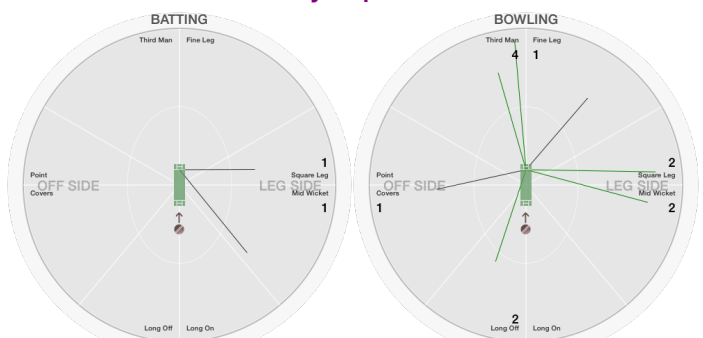 BATTING
Third Man Fine Leg
1
Point Square Leg
OFF SIDE LEG SIDE
Covers Mid Wicket
1
Long Off Long On
BOWLING
Third Man Fine Leg
4 1
2
Point Square Leg
OFF SIDE LEG SIDE
Covers Mid Wicket
1 2
2
Long Off Long On